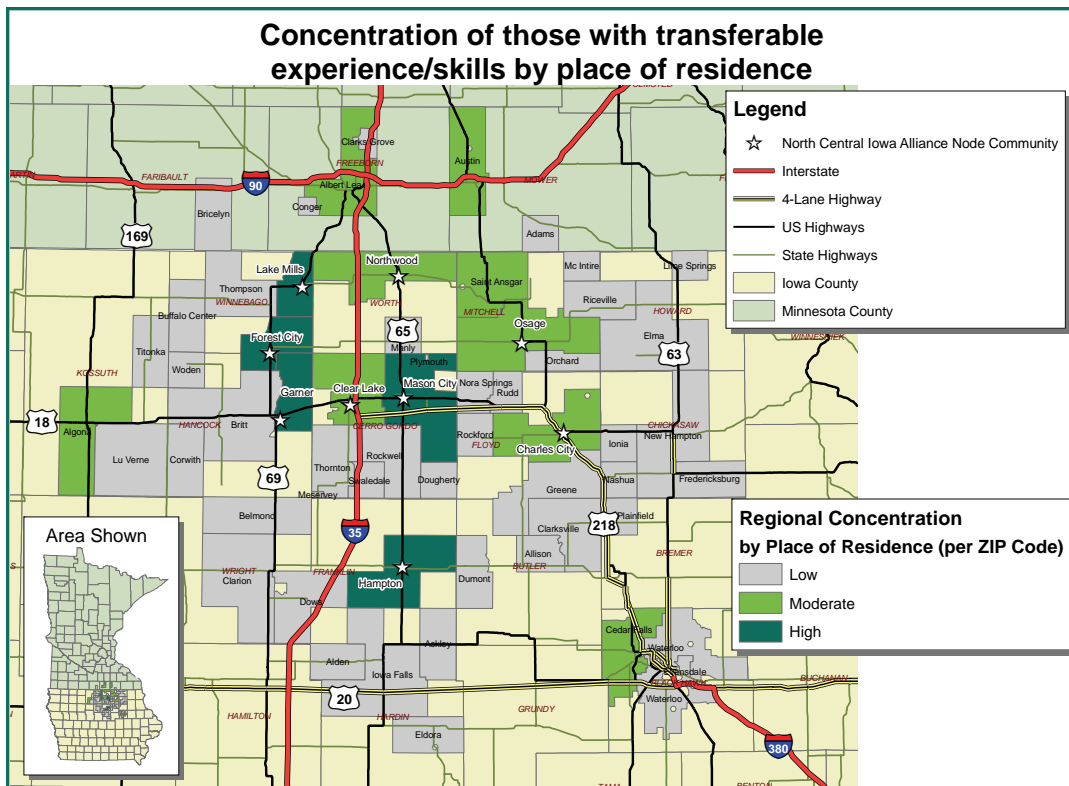 Concentration of those with transferable
experience/skills by place of residence
Legend
North Central Iowa Alliance Node Community
Interstate
4-Lane Highway
US Highways
State Highways
Iowa County
Minnesota County
Clarks Grove
FREEBORN
Austin
FARIBAULT
90
Albert Lea
MOWER
Bricelyn
Conger
169
Adams
Lake Mills
Northwood
Mc Intire
Lime Springs
Thompson
Saint Ansgar
WINNEBAGO
WORTH
Riceville
Buffalo Center
MITCHELL
HOWARD
Osage
65
Forest City
Elma
WINNESHIEK
Titonka
Manly
63
Woden
Plymouth
Orchard
KOSSUTH
Clear Lake
Mason City
Nora Springs
Rudd
Garner
18
Algona
HANCOCK
Britt
CERRO GORDO
Rockford
FLOYD
CHICKASAW
New Hampton
Charles City
Ionia
Lu Verne
Corwith
Rockwell
69
Thornton
Swaledale
Dougherty
Greene
Nashua
Fredericksburg
Meservey
Belmond
35
Clarksville
218
Plainfield
Allison
BREMER
WRIGHT
Clarion
FRANKLIN
Hampton
Dumont
BUTLER
Dows
Cedar Falls
Waterloo
Ackley
Alden
Iowa Falls
Evansdale
BLACK HAWK
BUCHANAN
20
Waterloo
HAMILTON
HARDIN
GRUNDY
Eldora
380
TAMA
BENTON
Area Shown
Regional Concentration
by Place of Residence (per ZIP Code)
Low
Moderate
High